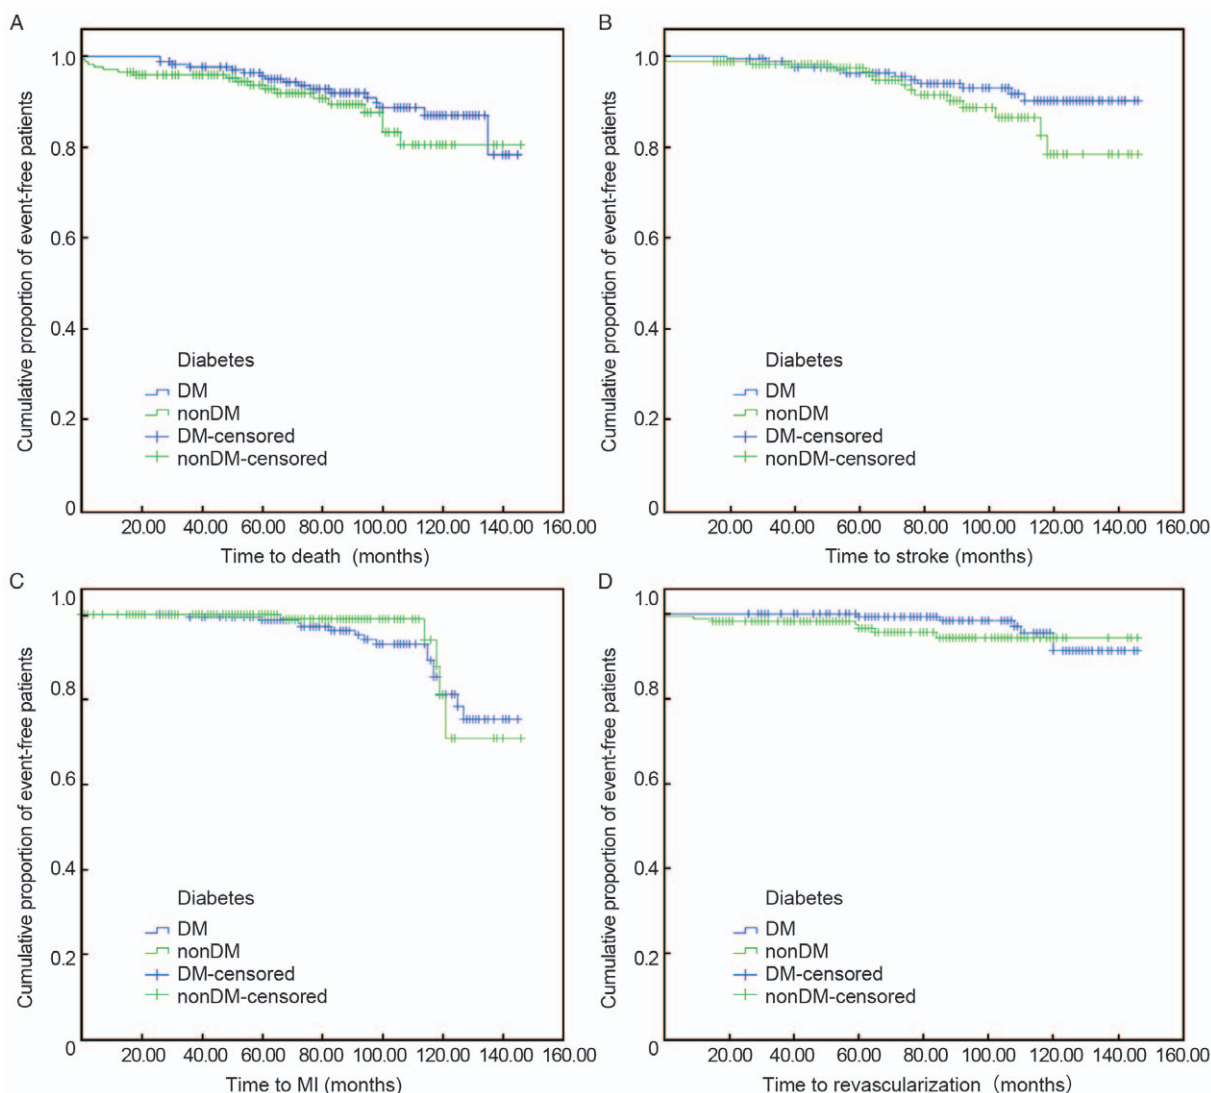 A
Cumulative proportion of event-free patients
1.0
0.8
0.6
0.4
0.2
0
Diabetes
DM
nonDM
DM-censored
nonDM-censored
20.00 40.00 60.00 80.00 100.00 120.00 140.00 160.00
Time to death (months)
B
Cumulative proportion of event-free patients
1.0
0.8
0.6
0.4
0.2
0
Diabetes
DM
nonDM
DM-censored
nonDM-censored
20.00 40.00 60.00 80.00 100.00 120.00 140.00 160.00
Time to stroke (months)
C
Cumulative proportion of event-free patients
1.0
0.8
0.6
0.4
0.2
0
Diabetes
DM
nonDM
DM-censored
nonDM-censored
20.00 40.00 60.00 80.00 100.00 120.00 140.00 160.00
Time to MI (months)
D
Cumulative proportion of event-free patients
1.0
0.8
0.6
0.4
0.2
0
Diabetes
DM
nonDM
DM-censored
nonDM-censored
20.00 40.00 60.00 80.00 100.00 120.00 140.00 160.00
Time to revascularization (months)